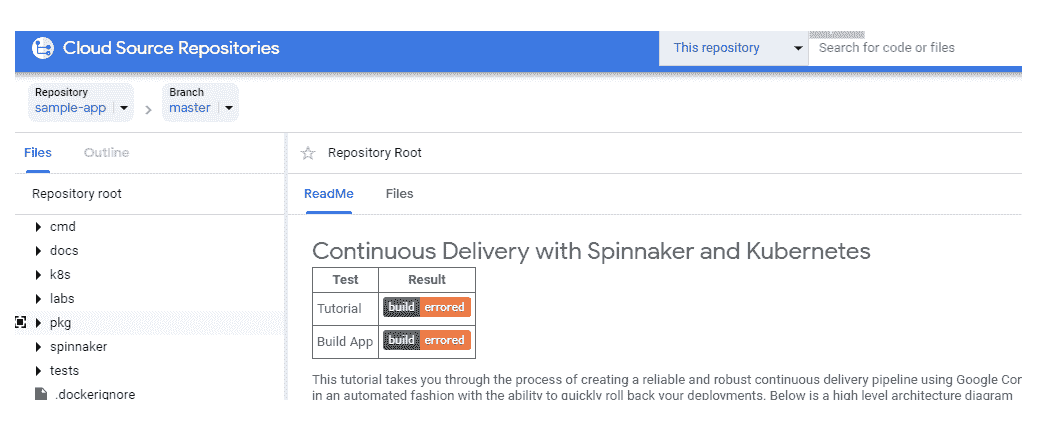 Cloud Source Repositories
This repository
Search for code or files
Repository
sample-app
Branch
master
Files Outline
Repository Root
Repository root
ReadMe Files
cmd
docs
k8s
labs
pkg
spinnaker
tests
.dockerignore
Continuous Delivery with Spinnaker and Kubernetes
Test Result
Tutorial build errored
Build App build errored
This tutorial takes you through the process of creating a reliable and robust continuous delivery pipeline using Google Cor
in an automated fashion with the ability to quickly roll back your deployments. Below is a high level architecture diagram